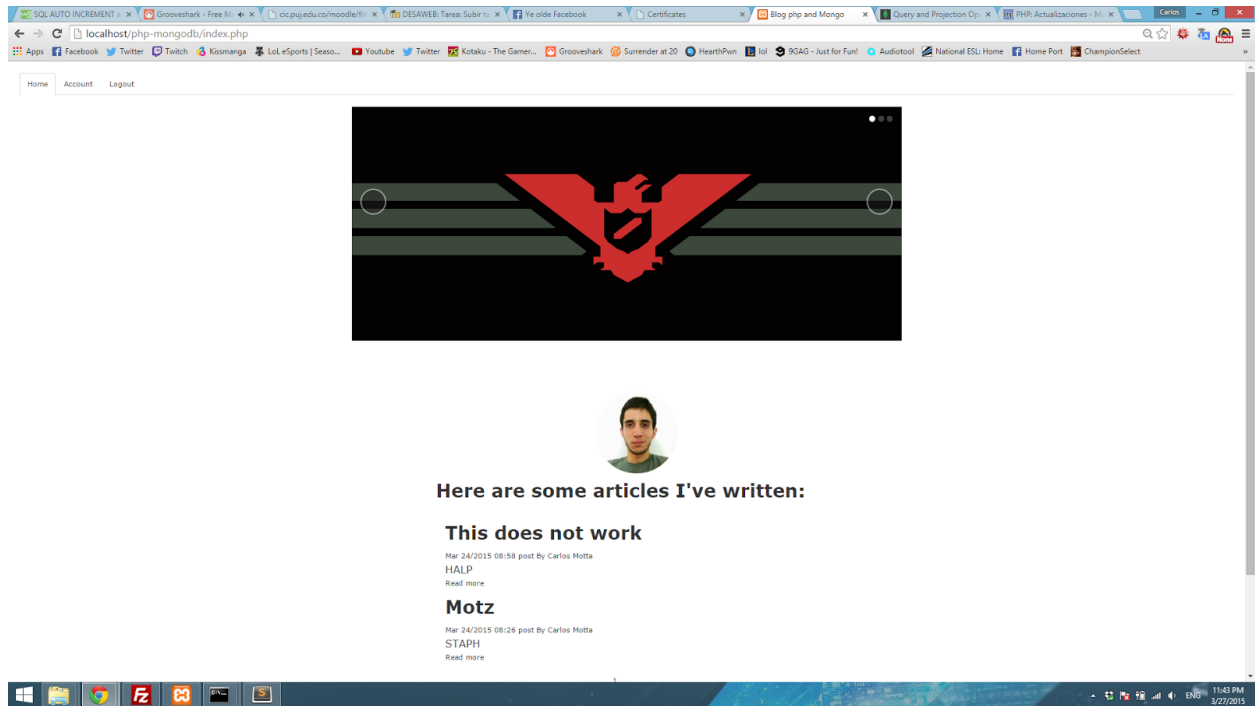 SQL AUTO INCREMENT a
Grooveshark - Free Mu
cic.puj.edu.co/moodle/file
DESAWEB: Tarea: Subir ta
Ye olde Facebook
Certificates
Blog php and Mongo
Query and Projection Op
PHP: Actualizaciones - M
Carlos
localhost/php-mongodb/index.php
Apps Facebook Twitter Twitch Kissmanga LoL eSports | Seaso... Youtube Twitter Kotaku - The Gamer... Grooveshark Surrender at 20 HearthPwn lol 9GAG - Just for Fun! Audiotool National ESL: Home Home Port ChampionSelect
Home Account Logout
Here are some articles I've written:
This does not work
Mar 24/2015 08:58 post By Carlos Motta
HALP
Read more
Motz
Mar 24/2015 08:26 post By Carlos Motta
STAPH
Read more
ENG
11:43 PM
3/27/2015